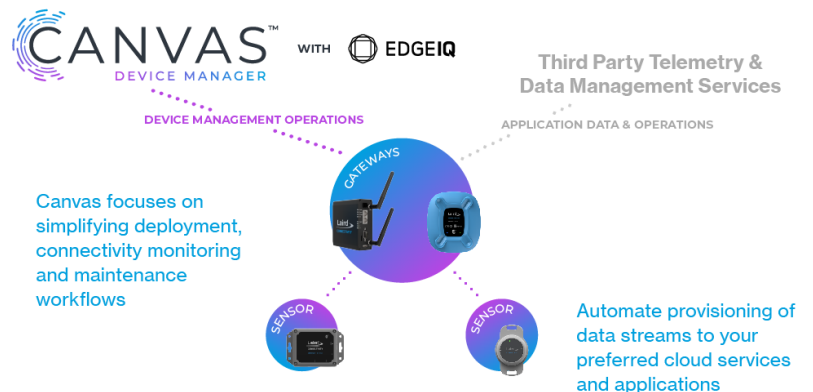 CANVAS™
DEVICE MANAGER
WITH
EDGEIQ
Third Party Telemetry &
Data Management Services
DEVICE MANAGEMENT OPERATIONS
APPLICATION DATA & OPERATIONS
GATEWAYS
Laird
Canvas focuses on
simplifying deployment,
connectivity monitoring
and maintenance
workflows
SENSOR
SENSOR
Automate provisioning of
data streams to your
preferred cloud services
and applications